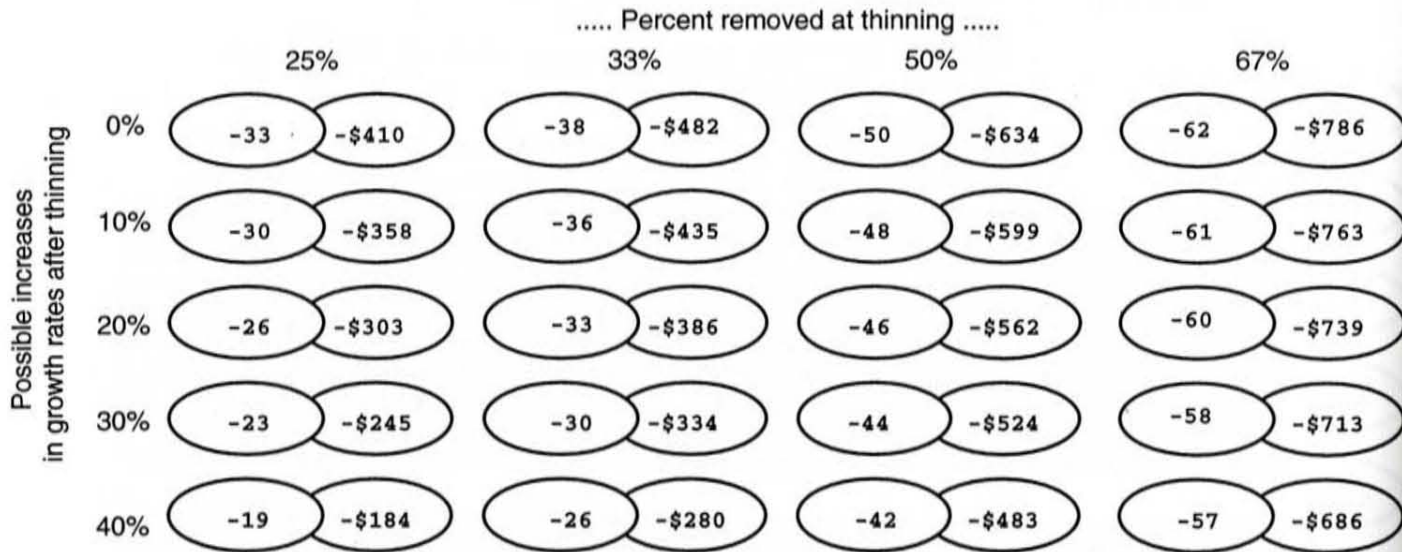 ..... Percent removed at thinning .....
25% 33% 50% 67%
Possible increases
in growth rates after thinning
0% -33 -$410 -38 -$482 -50 -$634 -62 -$786
10% -30 -$358 -36 -$435 -48 -$599 -61 -$763
20% -26 -$303 -33 -$386 -46 -$562 -60 -$739
30% -23 -$245 -30 -$334 -44 -$524 -58 -$713
40% -19 -$184 -26 -$280 -42 -$483 -57 -$686